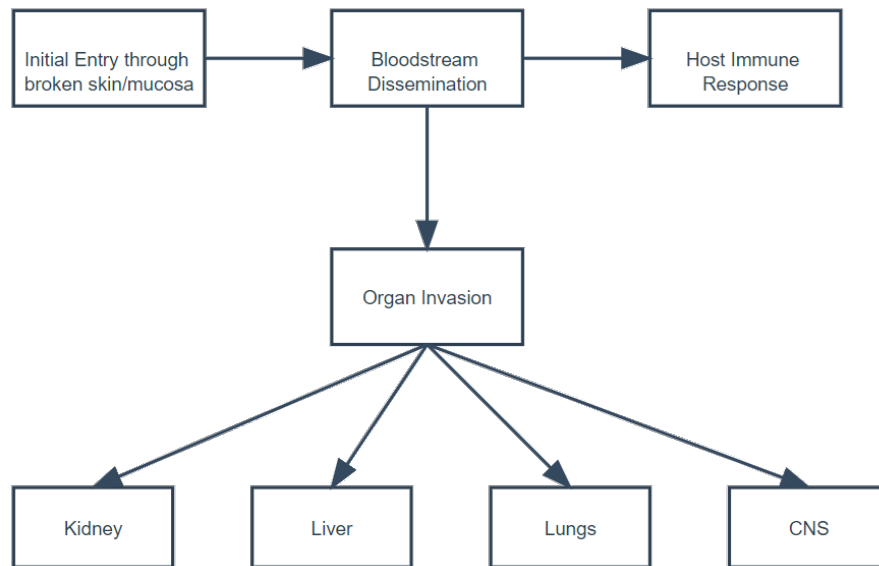 Initial Entry through
broken skin/mucosa
Bloodstream
Dissemination
Host Immune
Response
Organ Invasion
Kidney
Liver
Lungs
CNS